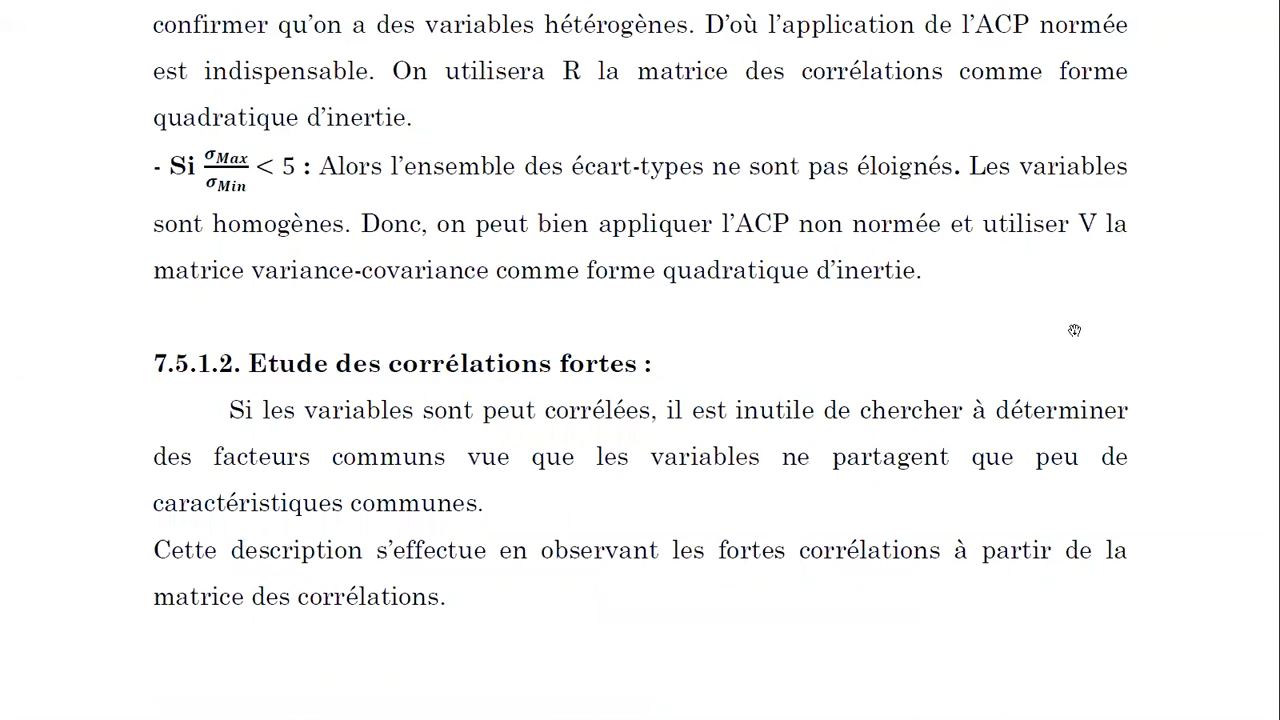 confirmer qu'on a des variables hétérogènes. D'où l'application de l'ACP normée
est indispensable. On utilisera R la matrice des corrélations comme forme
quadratique d'inertie.
- Si σMax/σMin < 5 : Alors l'ensemble des écart-types ne sont pas éloignés. Les variables
sont homogènes. Donc, on peut bien appliquer l'ACP non normée et utiliser V la
matrice variance-covariance comme forme quadratique d'inertie.
7.5.1.2. Etude des corrélations fortes :
Si les variables sont peut corrélées, il est inutile de chercher à déterminer
des facteurs communs vue que les variables ne partagent que peu de
caractéristiques communes.
Cette description s'effectue en observant les fortes corrélations à partir de la
matrice des corrélations.